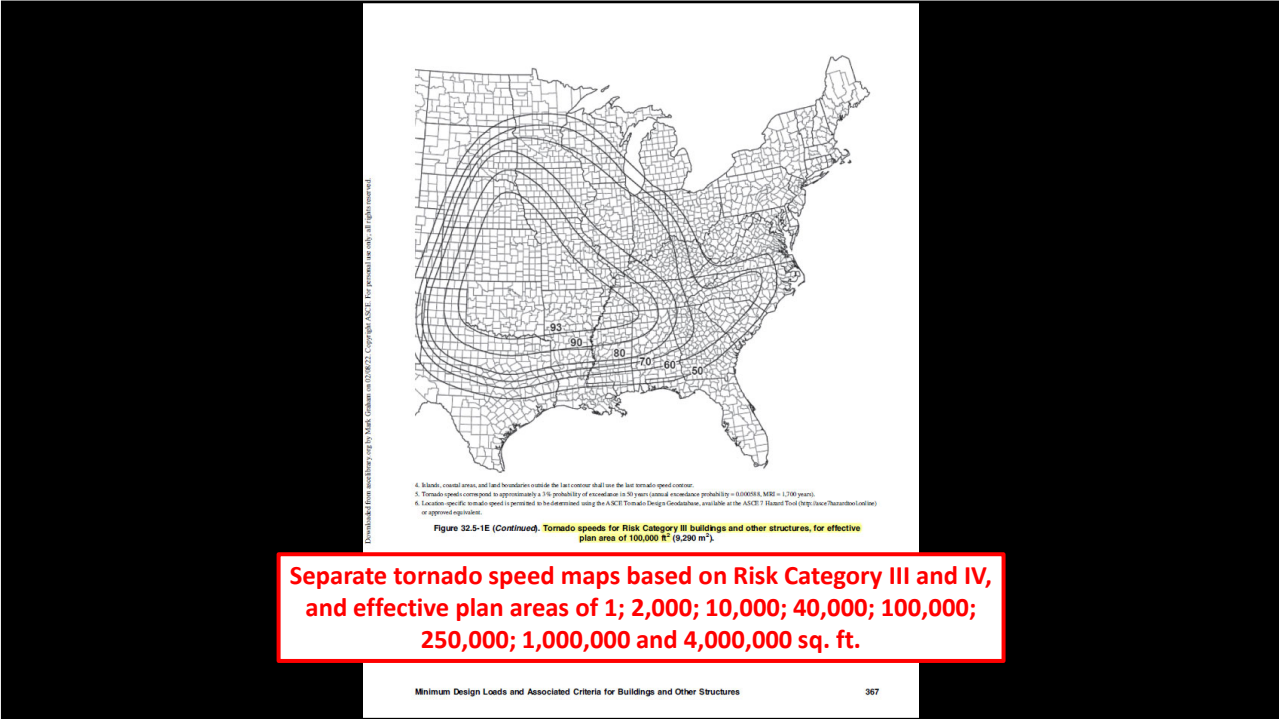 Downloaded from ascelibrary.org by Mark Graham on 02/08/22. Copyright ASCE. For personal use only; all rights reserved.
93
90
80
70
60
50
4. Islands, coastal areas, and land boundaries outside the last contour shall use the last tornado speed contour.
5. Tornado speeds correspond to approximately a 3% probability of exceedance in 50 years (annual exceedance probability = 0.000588, MRI = 1,700 years).
6. Location-specific tornado speed is permitted to be determined using the ASCE Tornado Design Geodatabase, available at the ASCE 7 Hazard Tool (http://asce7hazardtool.online)
or approved equivalent.
Figure 32.5-1E (Continued). Tornado speeds for Risk Category III buildings and other structures, for effective
plan area of 100,000 ft² (9,290 m²).
Separate tornado speed maps based on Risk Category III and IV,
and effective plan areas of 1; 2,000; 10,000; 40,000; 100,000;
250,000; 1,000,000 and 4,000,000 sq. ft.
Minimum Design Loads and Associated Criteria for Buildings and Other Structures
367